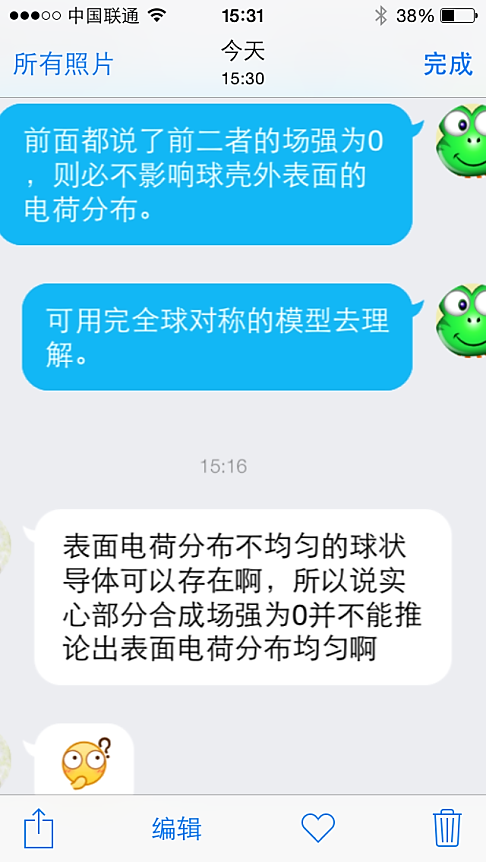 中国联通
15:31
38%
所有照片
今天
15:30
完成
前面都说了前二者的场强为0
，则必不影响球壳外表面的
电荷分布。
可用完全球对称的模型去理
解。
15:16
表面电荷分布不均匀的球状
导体可以存在啊，所以说实
心部分合成场强为0并不能推
论出表面电荷分布均匀啊
?
编辑